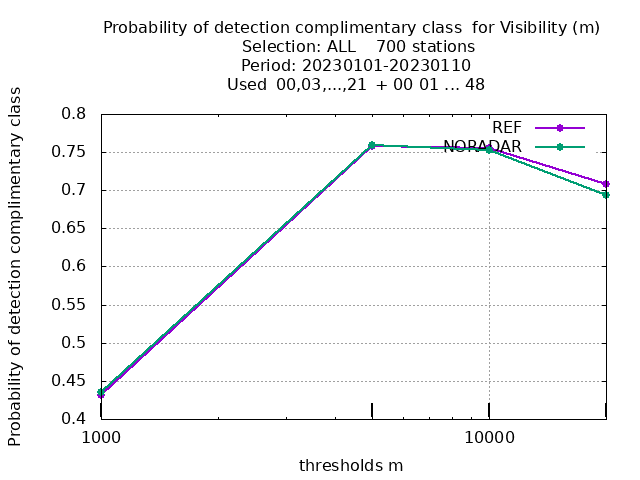 Probability of detection complimentary class  for Visibility (m)
Selection: ALL    700 stations
Period: 20230101-20230110
Used  00,03,...,21  + 00 01 ... 48
Probability of detection complimentary class
0.8
0.75
0.7
0.65
0.6
0.55
0.5
0.45
0.4
REF
NORADAR
1000
10000
thresholds m